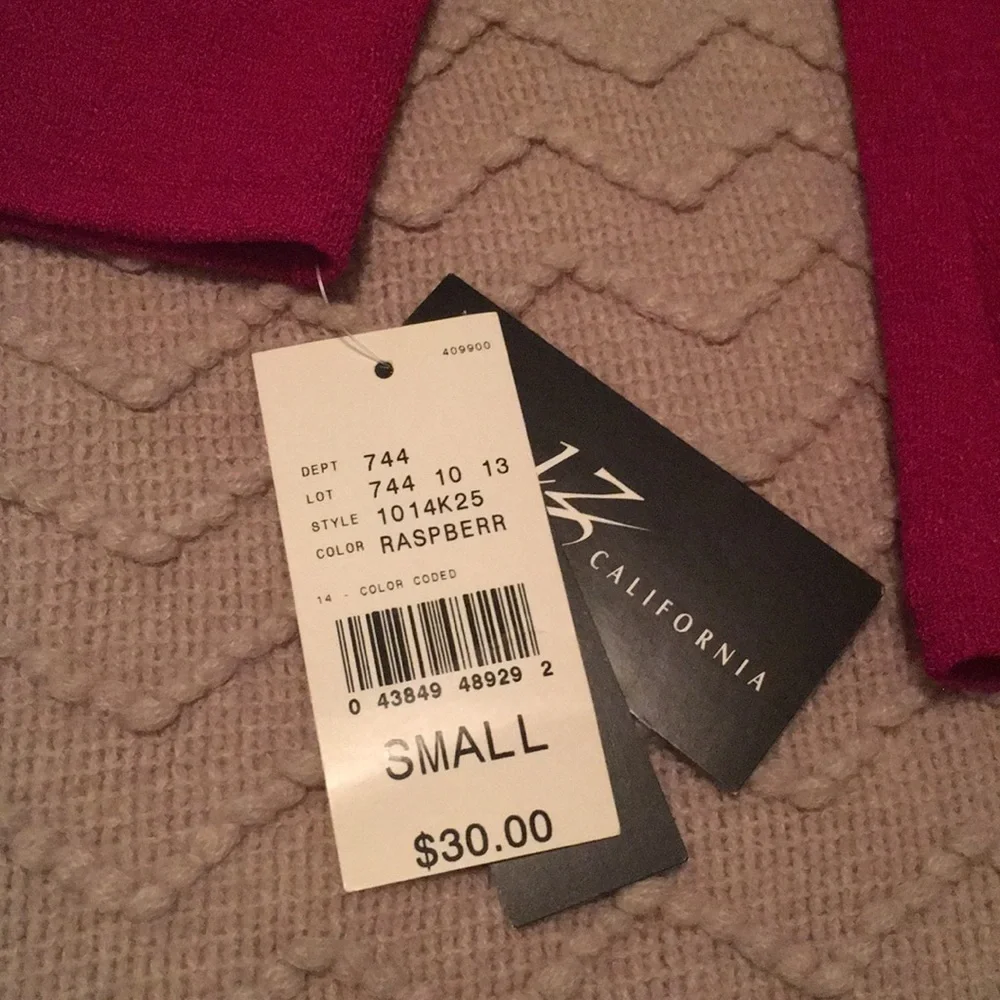 409900
DEPT 744
LOT 744 10 13
STYLE 1014K25
COLOR RASPBERR
14 - COLOR CODED
0 43849 48929 2
SMALL
$30.00
CALIFORNIA